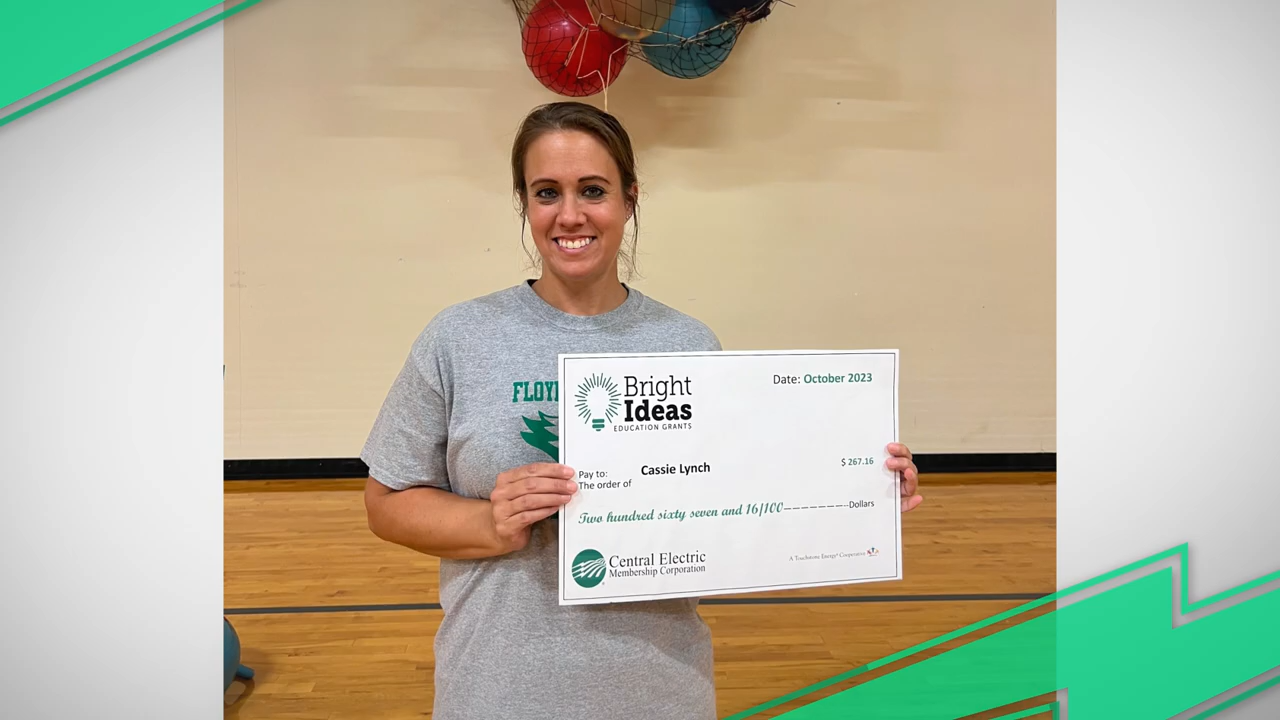 FLOY
Bright
Ideas
EDUCATION GRANTS
Date: October 2023
Pay to:
The order of
Cassie Lynch
$ 267.16
Two hundred sixty seven and 16/100--------Dollars
Central Electric
Membership Corporation
A Touchstone Energy® Cooperative